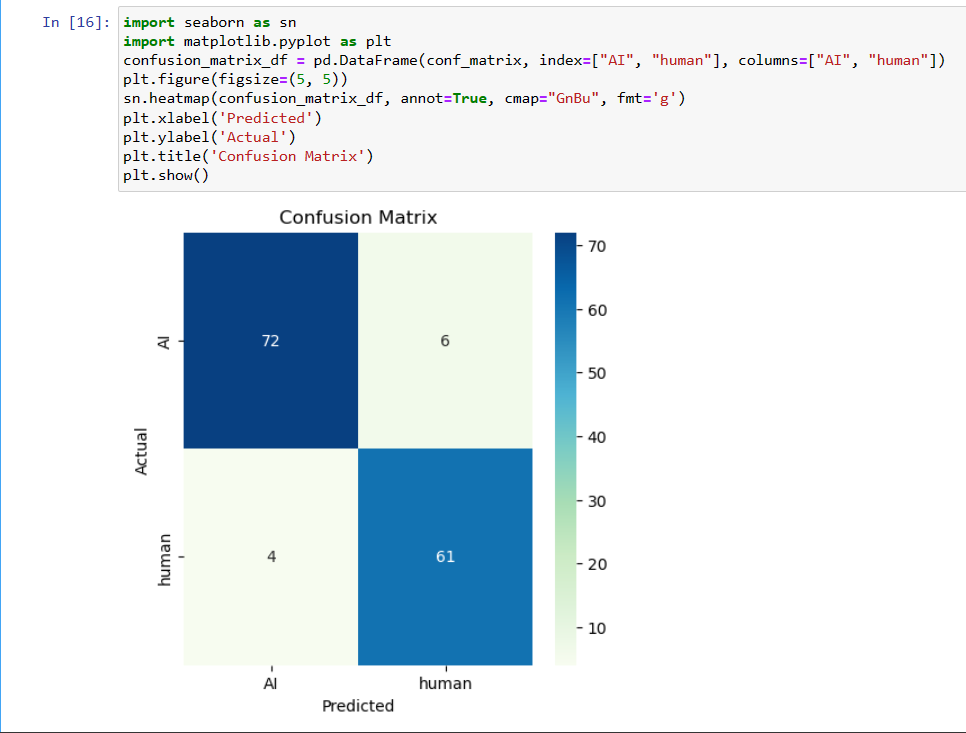 In [16]: import seaborn as sn
import matplotlib.pyplot as plt
confusion_matrix_df = pd.DataFrame(conf_matrix, index=["AI", "human"], columns=["AI", "human"])
plt.figure(figsize=(5, 5))
sn.heatmap(confusion_matrix_df, annot=True, cmap="GnBu", fmt='g')
plt.xlabel('Predicted')
plt.ylabel('Actual')
plt.title('Confusion Matrix')
plt.show()
Confusion Matrix
Actual
AI
72
6
human
4
61
AI
human
Predicted
70
60
50
40
30
20
10